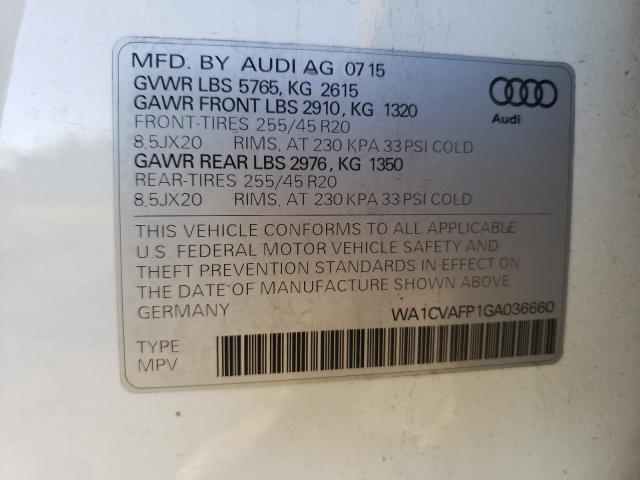 MFD. BY AUDI AG 07 15
GVWR LBS 5765, KG 2615
GAWR FRONT LBS 2910, KG 1320
FRONT-TIRES 255/45 R20
8,5JX20 RIMS, AT 230 KPA 33 PSI COLD
GAWR REAR LBS 2976, KG 1350
REAR-TIRES 255/45 R20
8,5JX20 RIMS, AT 230 KPA 33 PSI COLD
Audi
THIS VEHICLE CONFORMS TO ALL APPLICABLE
U.S. FEDERAL MOTOR VEHICLE SAFETY AND
THEFT PREVENTION STANDARDS IN EFFECT ON
THE DATE OF MANUFACTURE SHOWN ABOVE
GERMANY WA1CVAFP1GA036660
TYPE:
MPV